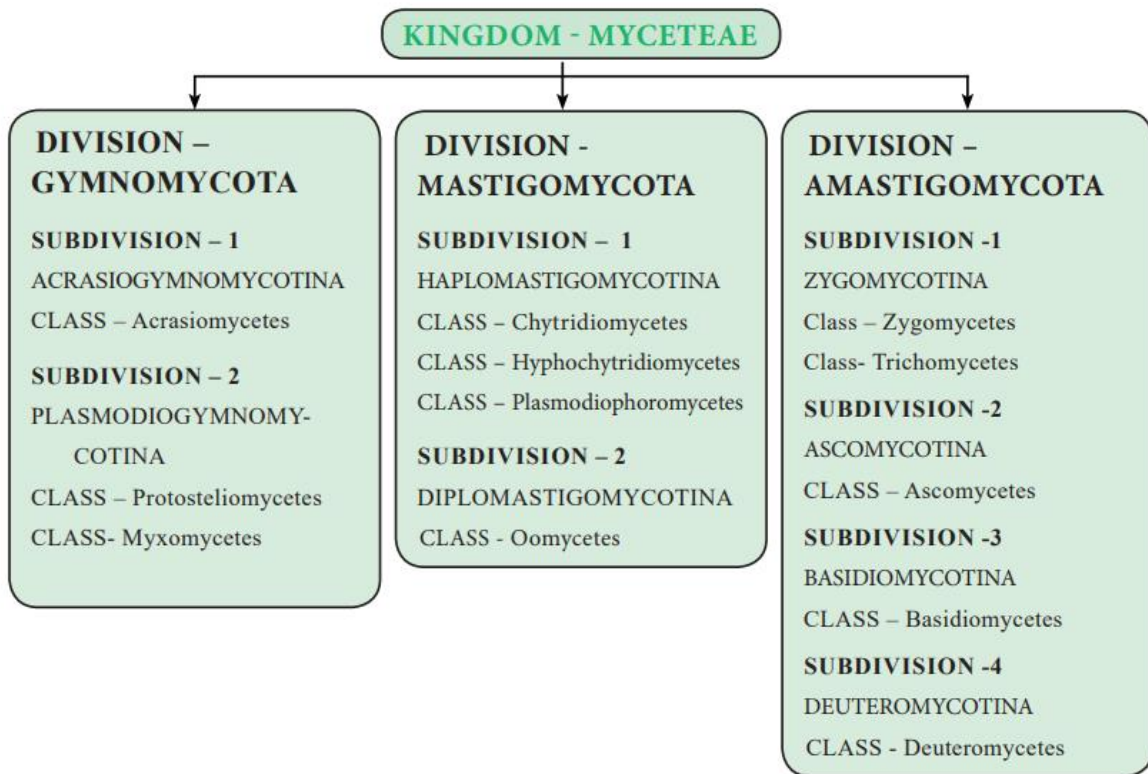 KINGDOM - MYCETEAE
DIVISION –
GYMNOMYCOTA
SUBDIVISION – 1
ACRASIOGYMNOMYCOTINA
CLASS – Acrasiomycetes
SUBDIVISION – 2
PLASMODIOGYMNOMY-
COTINA
CLASS – Protosteliomycetes
CLASS- Myxomycetes
DIVISION -
MASTIGOMYCOTA
SUBDIVISION – 1
HAPLOMASTIGOMYCOTINA
CLASS – Chytridiomycetes
CLASS – Hyphochytridiomycetes
CLASS – Plasmodiophoromycetes
SUBDIVISION – 2
DIPLOMASTIGOMYCOTINA
CLASS - Oomycetes
DIVISION –
AMASTIGOMYCOTA
SUBDIVISION -1
ZYGOMYCOTINA
Class – Zygomycetes
Class- Trichomycetes
SUBDIVISION -2
ASCOMYCOTINA
CLASS – Ascomycetes
SUBDIVISION -3
BASIDIOMYCOTINA
CLASS – Basidiomycetes
SUBDIVISION -4
DEUTEROMYCOTINA
CLASS - Deuteromycetes